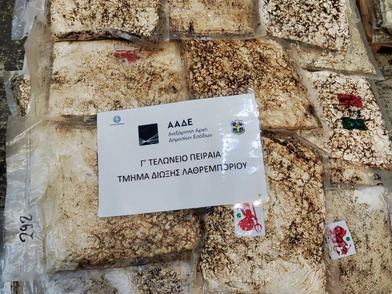 ΑΑΔΕ
Ανεξάρτητη Αρχή
Δημοσίων Εσόδων
Γ' ΤΕΛΩΝΕΙΟ ΠΕΙΡΑΙΑ
ΤΜΗΜΑ ΔΙΩΞΗΣ ΛΑΘΡΕΜΠΟΡΙΟΥ
292